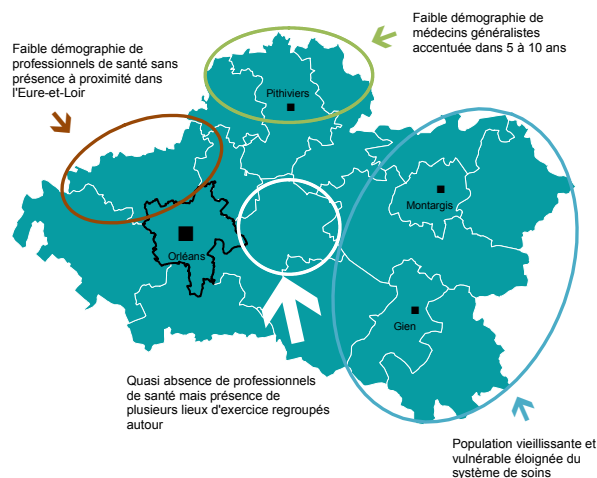 Faible démographie de
médecins généralistes
accentuée dans 5 à 10 ans
Faible démographie de
professionnels de santé sans
présence à proximité dans
l'Eure-et-Loir
Pithiviers
Montargis
Orléans
Gien
Quasi absence de professionnels
de santé mais présence de
plusieurs lieux d'exercice regroupés
autour
Population vieillissante et
vulnérable éloignée du
système de soins